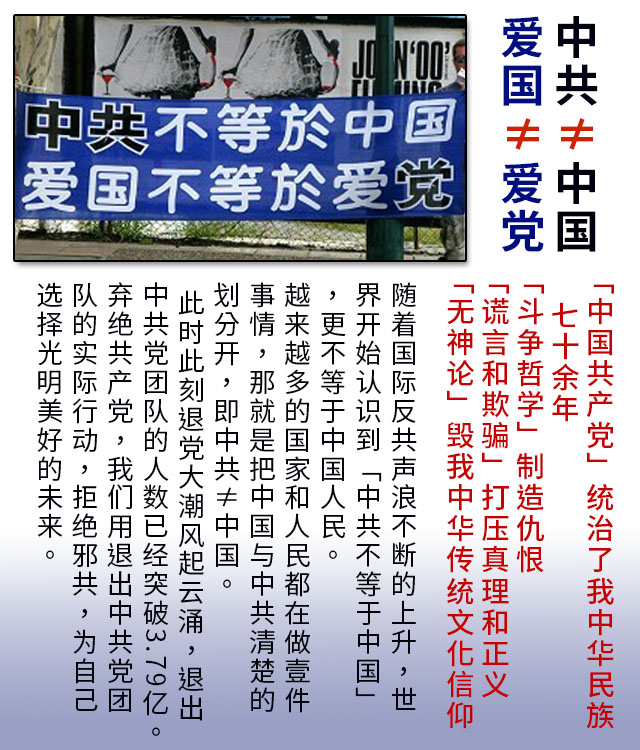 中共≠中国
爱国≠爱党
JOHN 'OO'
FLEMING
中共不等於中国
爱国不等於爱党
「中国共产党」统治了我中华民族
七十余年
「斗争哲学」制造仇恨
「谎言和欺骗」打压真理和正义
「无神论」毁我中华传统文化信仰
随着国际反共声浪不断的上升，世
界开始认识到「中共不等于中国」
，更不等于中国人民。
越来越多的国家和人民都在做壹件
事情，那就是把中国与中共清楚的
划分开，即中共≠中国。
此时此刻退党大潮风起云涌，退出
中共党团队的人数已经突破3.79亿。
弃绝共产党，我们用退出中共党团
队的实际行动，拒绝邪共，为自己
选择光明美好的未来。